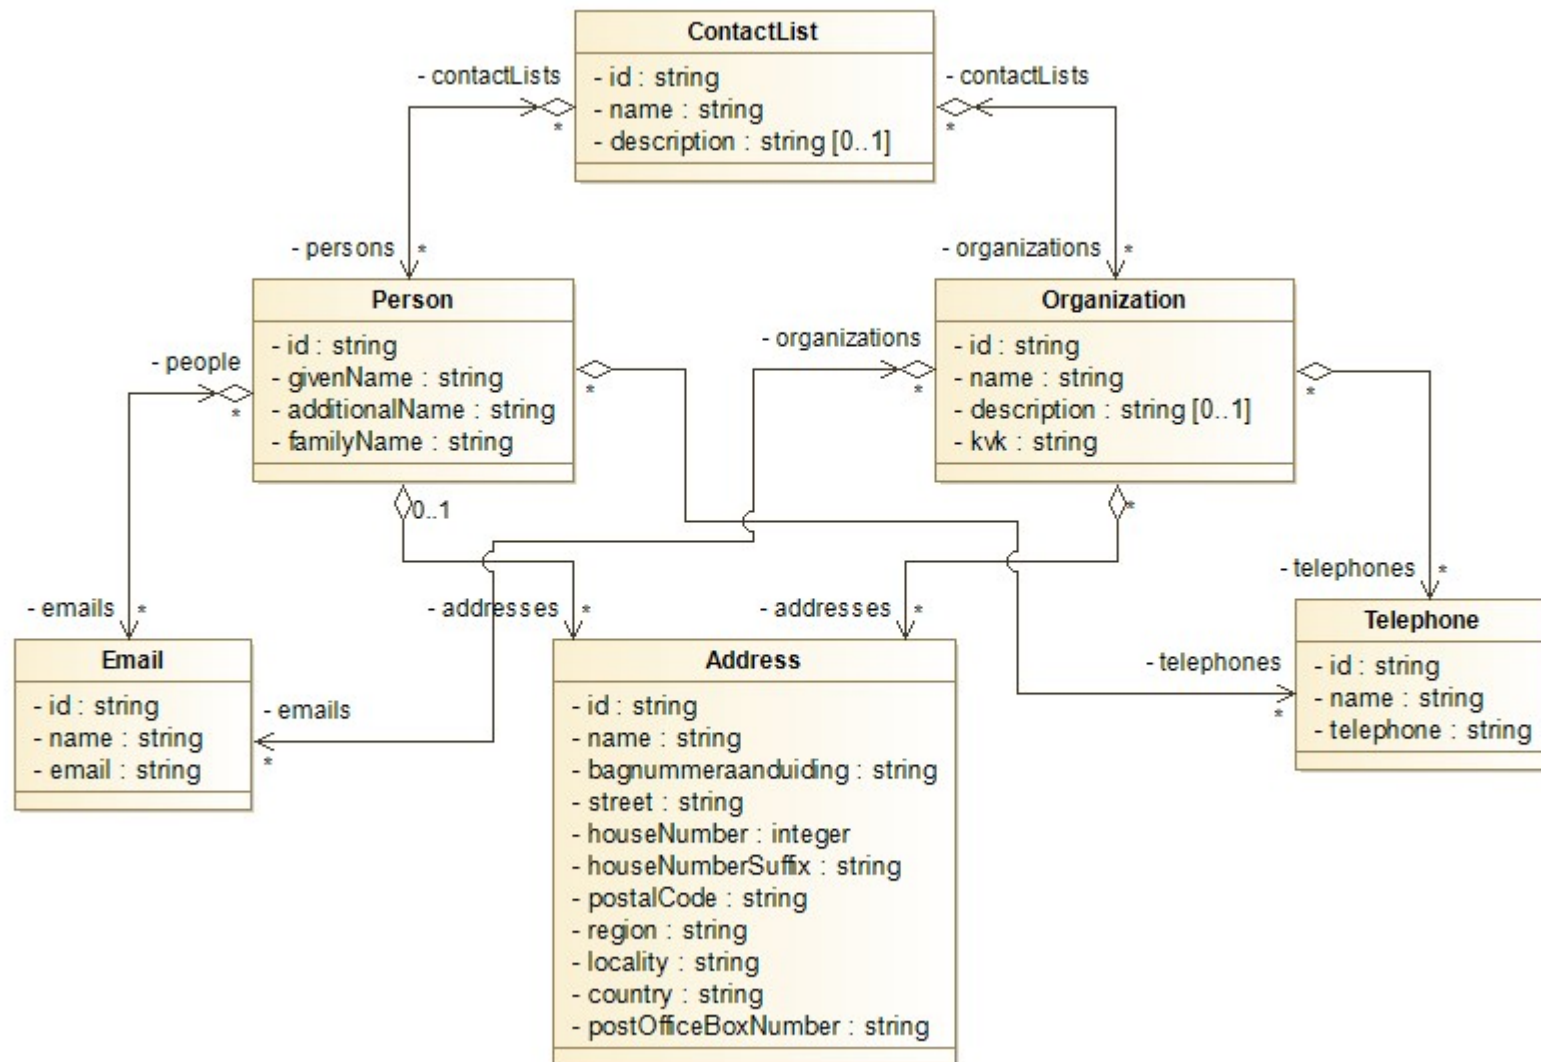 ContactList
- id : string
- name : string
- description : string [0..1]
- contactLists
*
- contactLists
*
- persons
*
- organizations
*
Person
- id : string
- givenName : string
- additionalName : string
- familyName : string
Organization
- id : string
- name : string
- description : string [0..1]
- kvk : string
- people
*
*
- organizations
*
*
0..1
*
- emails
*
- addresses
*
- addresses
*
- telephones
*
Email
- id : string
- name : string
- email : string
- emails
*
Address
- id : string
- name : string
- bagnummeraanduiding : string
- street : string
- houseNumber : integer
- houseNumberSuffix : string
- postalCode : string
- region : string
- locality : string
- country : string
- postOfficeBoxNumber : string
- telephones
*
Telephone
- id : string
- name : string
- telephone : string